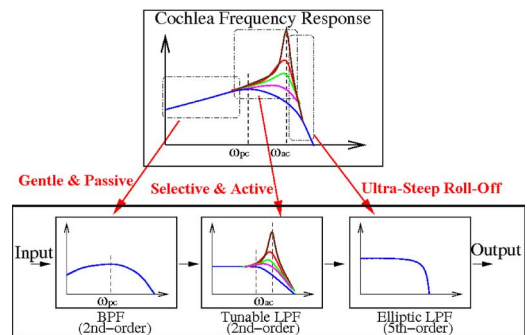 Cochlea Frequency Response
ωpc ωac
Gentle & Passive
Selective & Active
Ultra-Steep Roll-Off
Input
Output
ωpc
ωac
BPF
(2nd-order)
Tunable LPF
(2nd-order)
Elliptic LPF
(5th-order)